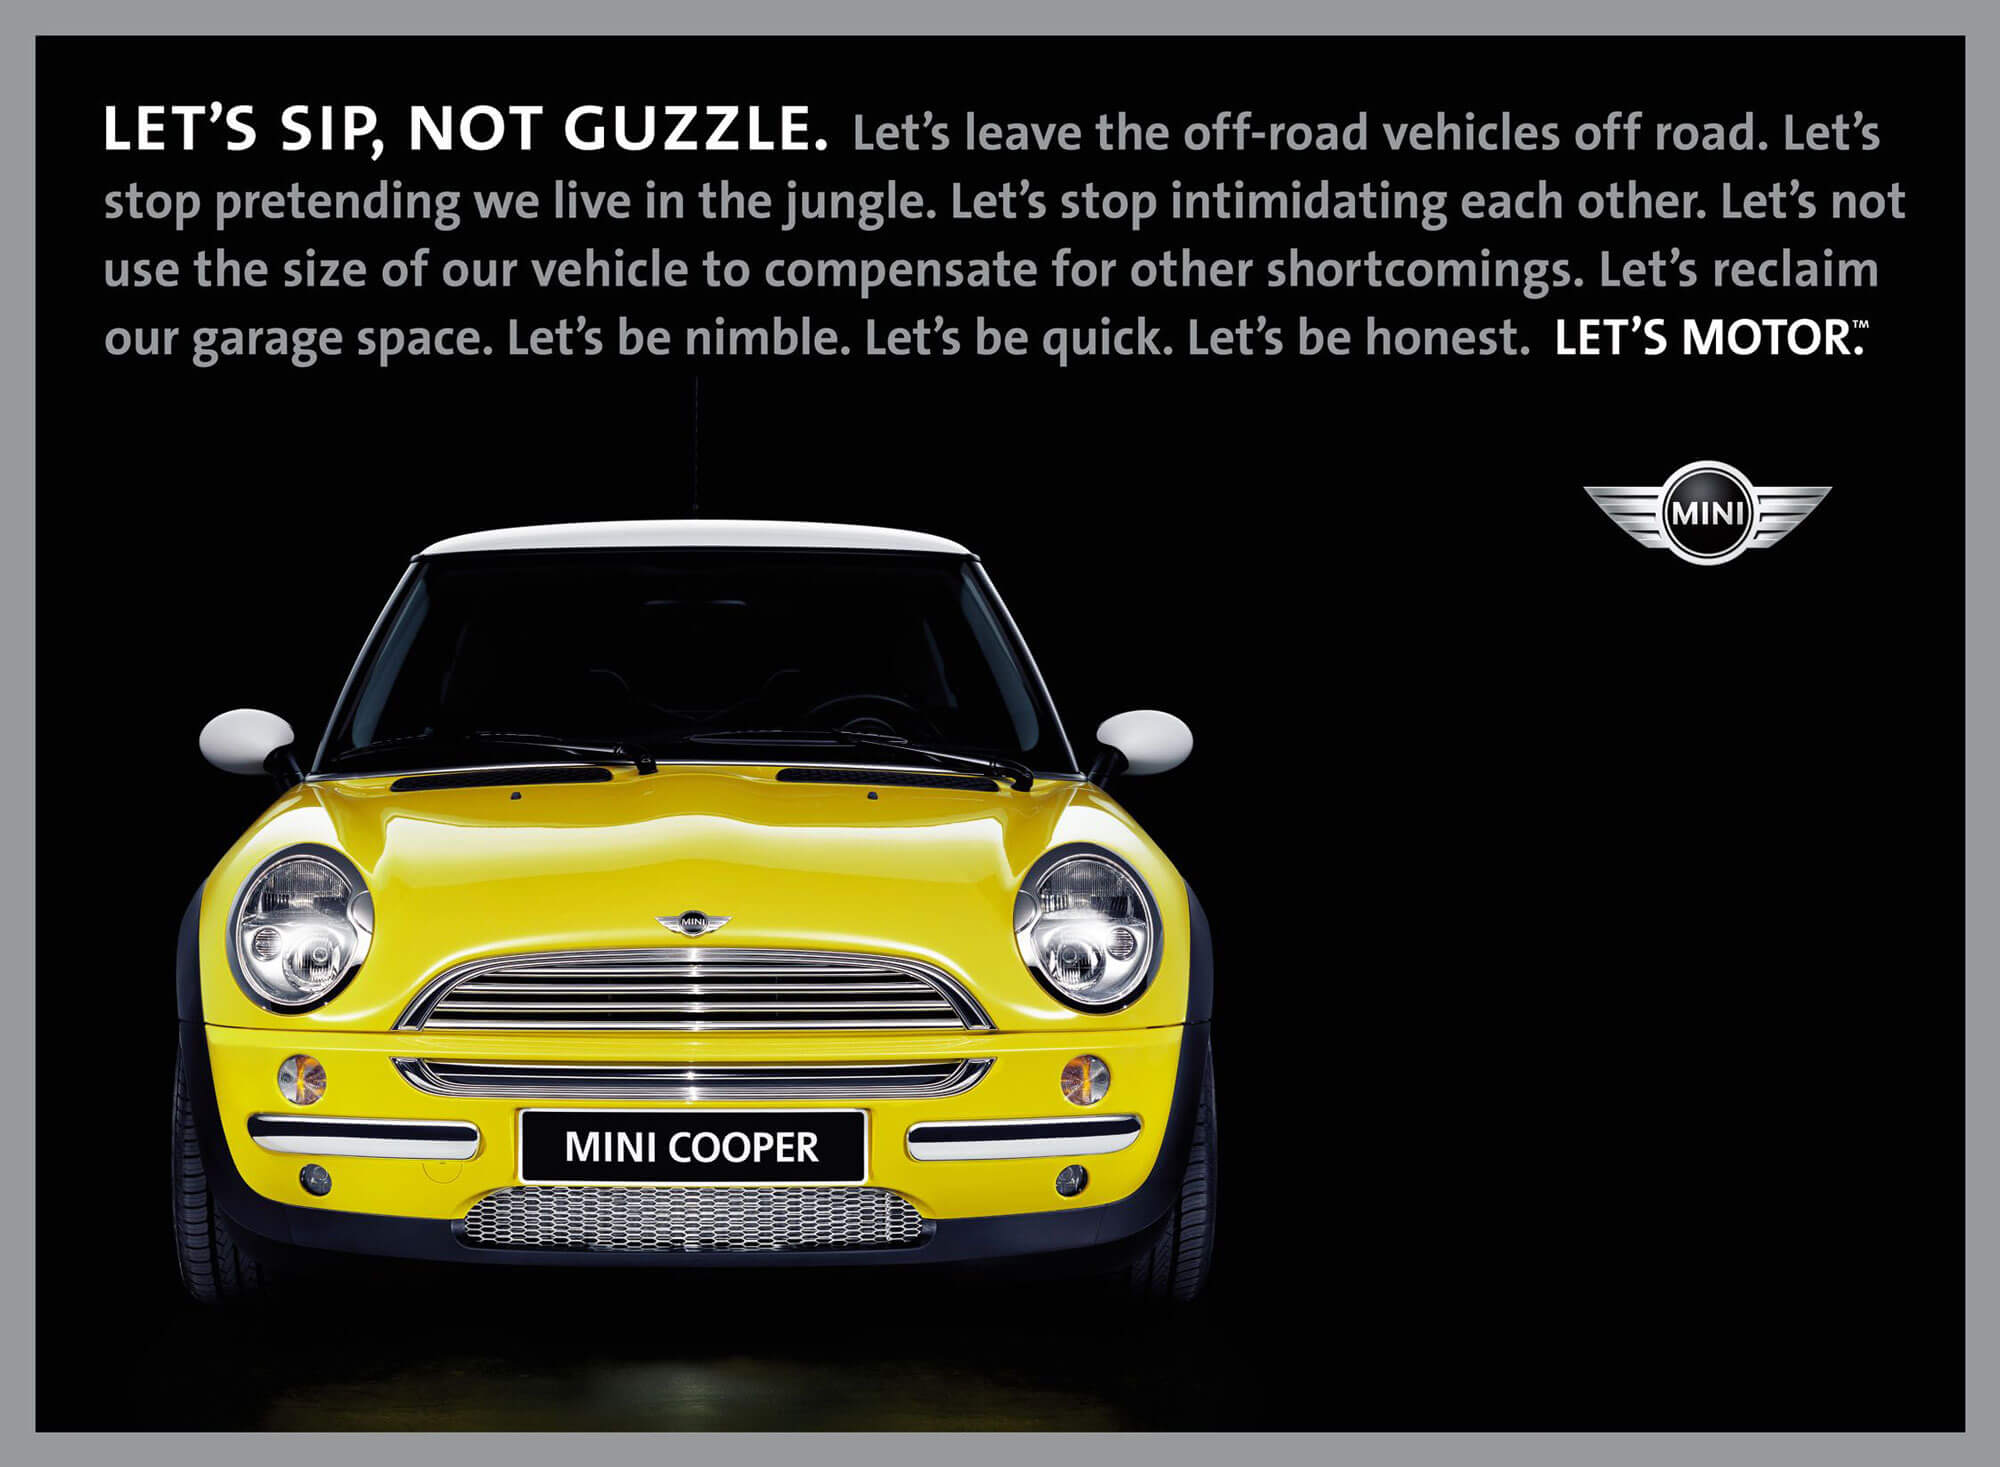 LET'S SIP, NOT GUZZLE. Let's leave the off-road vehicles off road. Let's
stop pretending we live in the jungle. Let's stop intimidating each other. Let's not
use the size of our vehicle to compensate for other shortcomings. Let's reclaim
our garage space. Let's be nimble. Let's be quick. Let's be honest. LET'S MOTOR.™
MINI
MINI
MINI COOPER